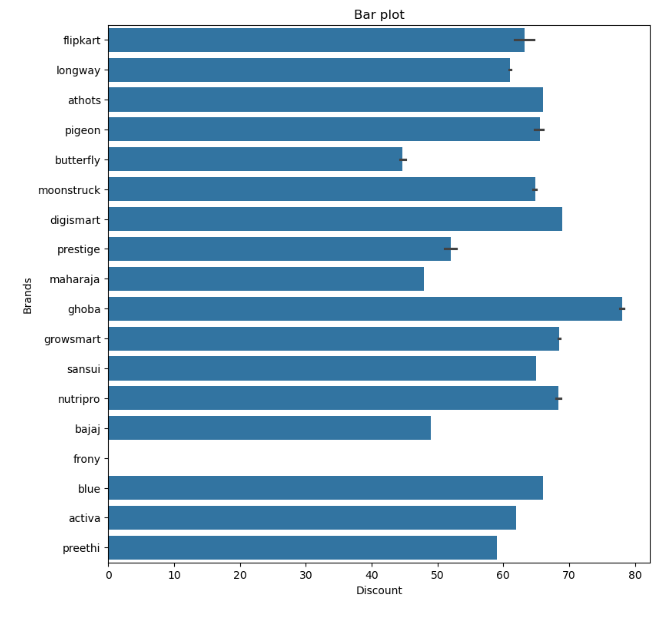 Bar plot
flipkart
longway
athots
pigeon
butterfly
moonstruck
digismart
prestige
maharaja
ghoba
growsmart
sansui
nutripro
bajaj
frony
blue
activa
preethi
Brands
0 10 20 30 40 50 60 70 80
Discount